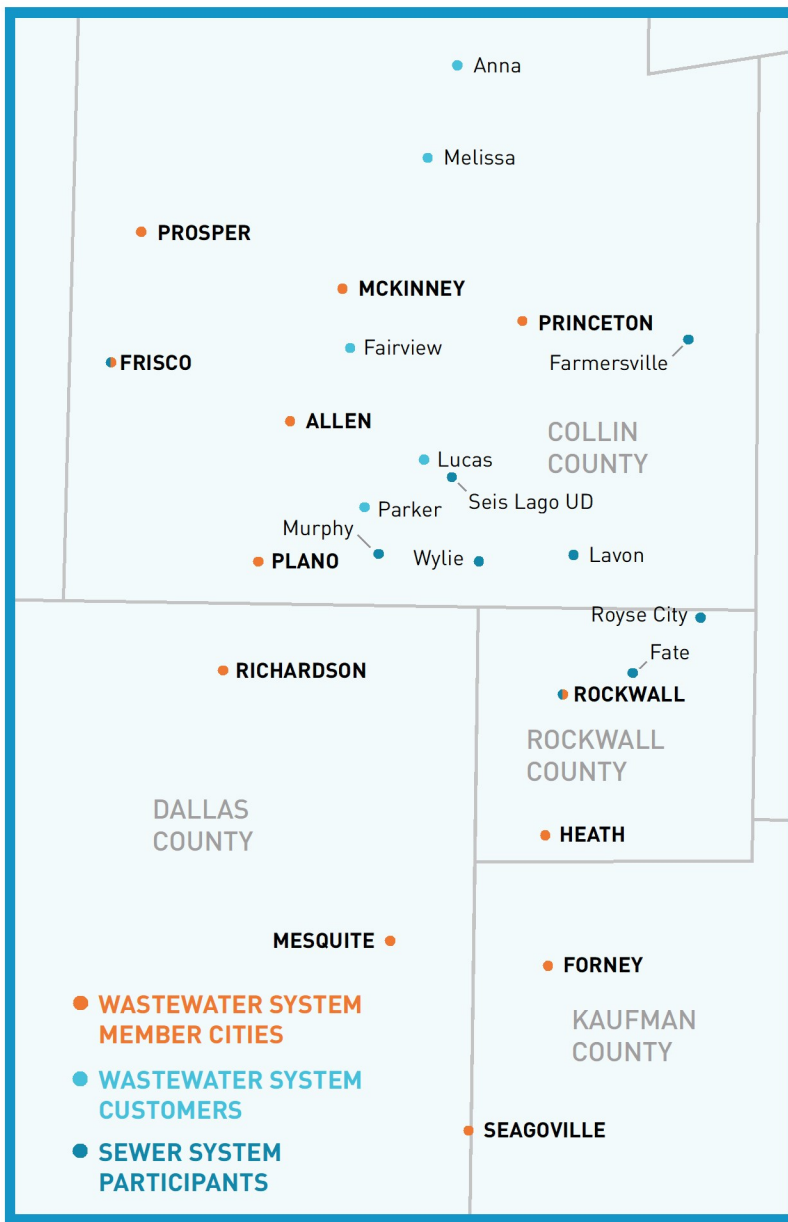 Anna
Melissa
PROSPER
MCKINNEY
PRINCETON
Fairview
Farmersville
FRISCO
ALLEN
COLLIN
COUNTY
Lucas
Seis Lago UD
Parker
Murphy
PLANO
Wylie
Lavon
Royse City
Fate
RICHARDSON
ROCKWALL
ROCKWALL
COUNTY
DALLAS
COUNTY
HEATH
MESQUITE
FORNEY
WASTEWATER SYSTEM
MEMBER CITIES
KAUFMAN
COUNTY
WASTEWATER SYSTEM
CUSTOMERS
SEAGOVILLE
SEWER SYSTEM
PARTICIPANTS